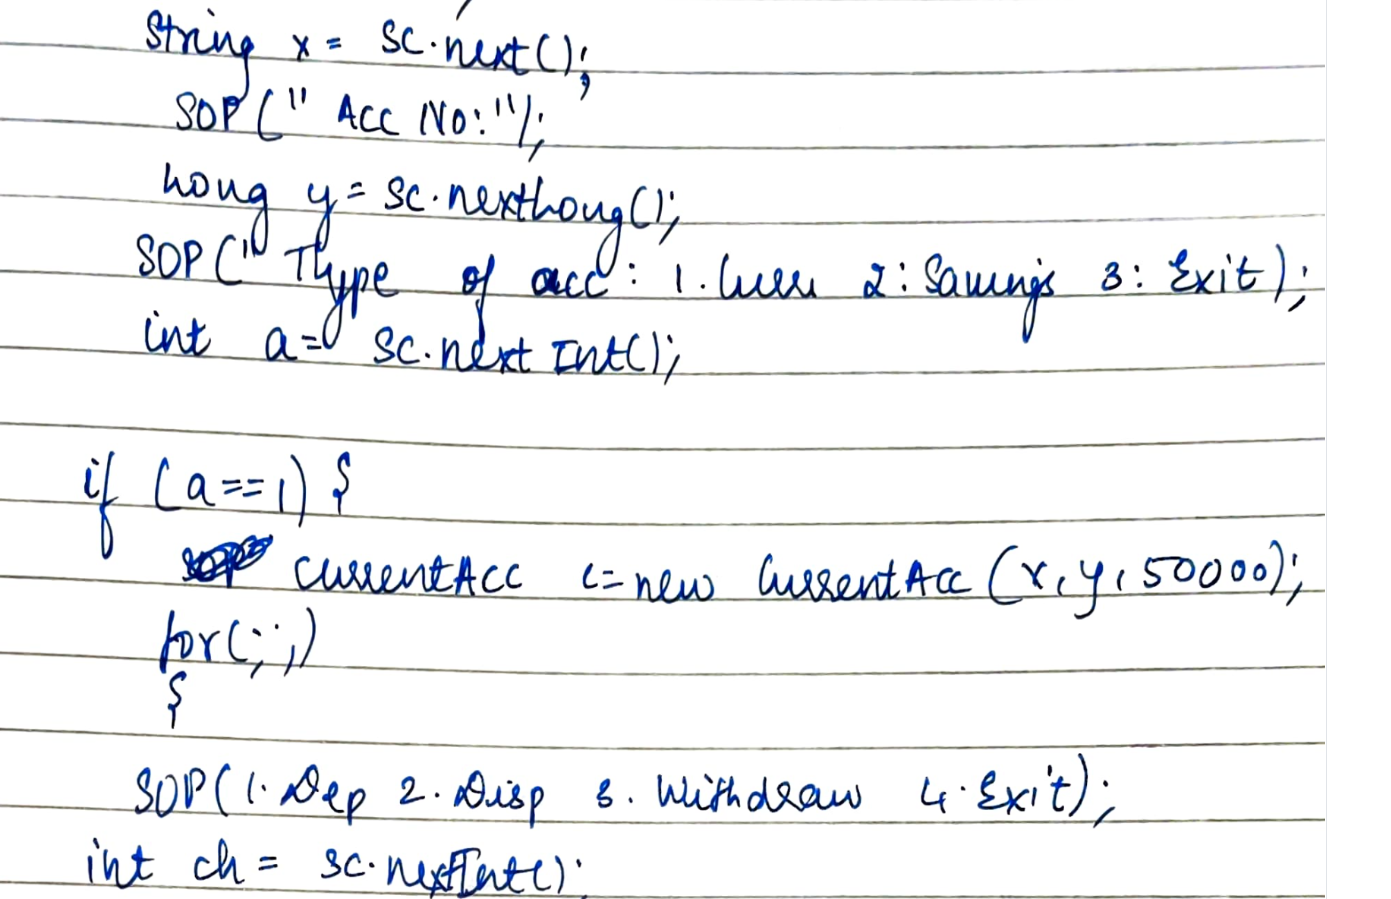 String x = sc.next();
SOP(" Acc No:");
Long y = sc.nextLong();
SOP(" Type of acc: 1. Curr 2: Savings 3: Exit);
int a= sc.next Int();
if (a==1) {
CurrentAcc c=new CurrentAcc (x,y,50000);
for(;;)
{
SOP(1. Dep 2. Disp 3. Withdraw 4. Exit);
int ch = sc.nextInt();